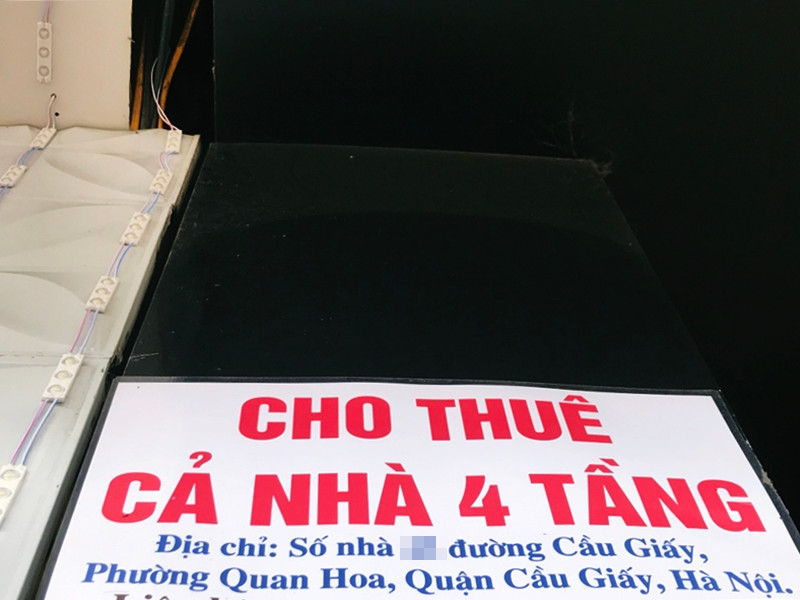 CHO THUÊ
CẢ NHÀ 4 TẦNG
Địa chỉ: Số nhà đường Cầu Giấy,
Phường Quan Hoa, Quận Cầu Giấy, Hà Nội.